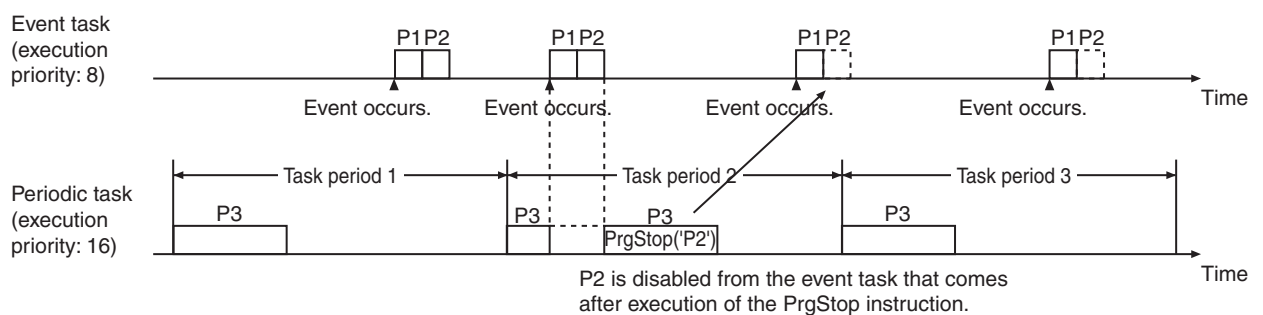 Event task
(execution
priority: 8)
P1 P2
P1 P2
P1 P2
P1 P2
Event occurs.
Event occurs.
Event occurs.
Event occurs.
Time
Periodic task
(execution
priority: 16)
Task period 1
Task period 2
Task period 3
P3
P3
P3
P3
PrgStop('P2')
Time
P2 is disabled from the event task that comes
after execution of the PrgStop instruction.